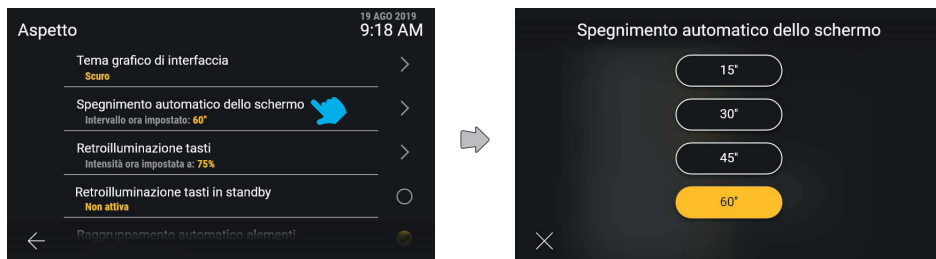 Aspetto
19 AGO 2019
9:18 AM
Tema grafico di interfaccia
Scuro
Spegnimento automatico dello schermo
Intervallo ora impostato: 60"
Retroilluminazione tasti
Intensità ora impostata a: 75%
Retroilluminazione tasti in standby
Non attiva
Raggruppamento automatico elementi
Spegnimento automatico dello schermo
15"
30"
45"
60"